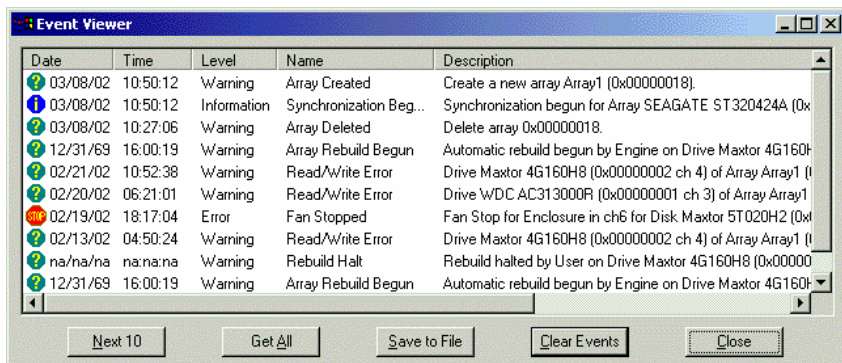 Event Viewer
Date Time Level Name Description
03/08/02 10:50:12 Warning Array Created Create a new array Array1 (0x00000018).
03/08/02 10:50:12 Information Synchronization Beg... Synchronization begun for Array SEAGATE ST320424A (0x
03/08/02 10:27:06 Warning Array Deleted Delete array 0x00000018.
12/31/69 16:00:19 Warning Array Rebuild Begun Automatic rebuild begun by Engine on Drive Maxtor 4G160H
02/21/02 10:52:38 Warning Read/Write Error Drive Maxtor 4G160H8 (0x00000002 ch 4) of Array Array1 (
02/20/02 06:21:01 Warning Read/Write Error Drive WDC AC313000R (0x00000001 ch 3) of Array Array1
STOP 02/19/02 18:17:04 Error Fan Stopped Fan Stop for Enclosure in ch6 for Disk Maxtor 5T020H2 (0x
02/13/02 04:50:24 Warning Read/Write Error Drive Maxtor 4G160H8 (0x00000002 ch 4) of Array Array1 (
na/na/na na:na:na Warning Rebuild Halt Rebuild halted by User on Drive Maxtor 4G160H8 (0x00000
12/31/69 16:00:19 Warning Array Rebuild Begun Automatic rebuild begun by Engine on Drive Maxtor 4G160H
Next 10 Get All Save to File Clear Events Close